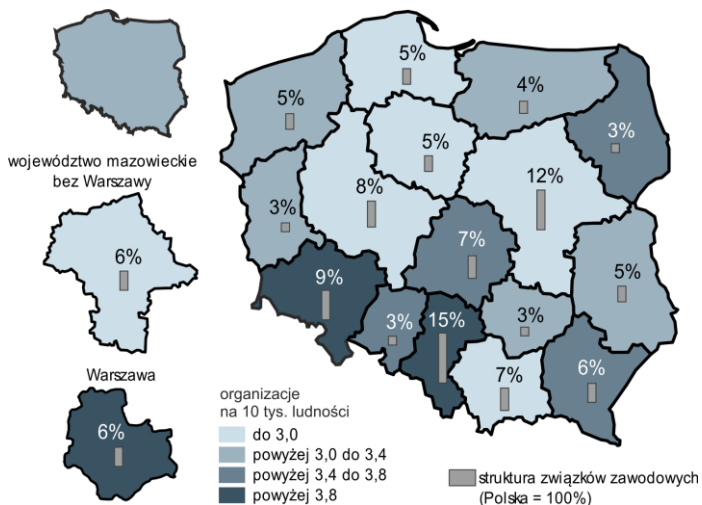 województwo mazowieckie
bez Warszawy
6%
Warszawa
6%
5%
5%
4%
3%
5%
12%
8%
3%
7%
5%
9%
3%
15%
3%
7%
6%
organizacje
na 10 tys. ludności
do 3,0
powyżej 3,0 do 3,4
powyżej 3,4 do 3,8
powyżej 3,8
struktura związków zawodowych
(Polska = 100%)